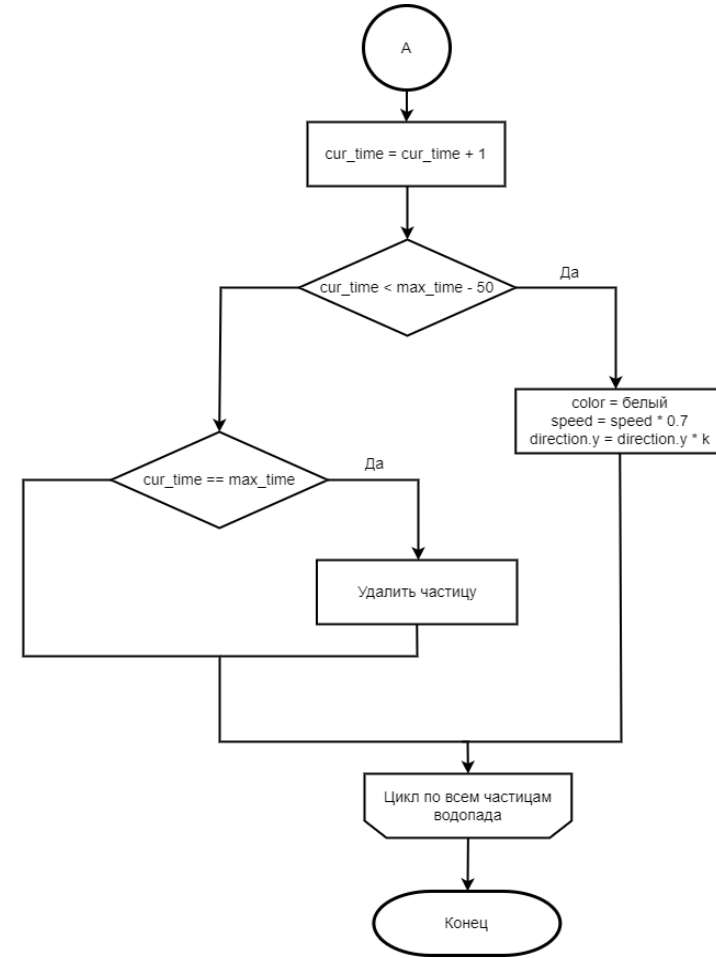 A
cur_time = cur_time + 1
cur_time < max_time - 50
Да
color = белый
speed = speed * 0.7
direction.y = direction.y * k
cur_time == max_time
Да
Удалить частицу
Цикл по всем частицам
водопада
Конец